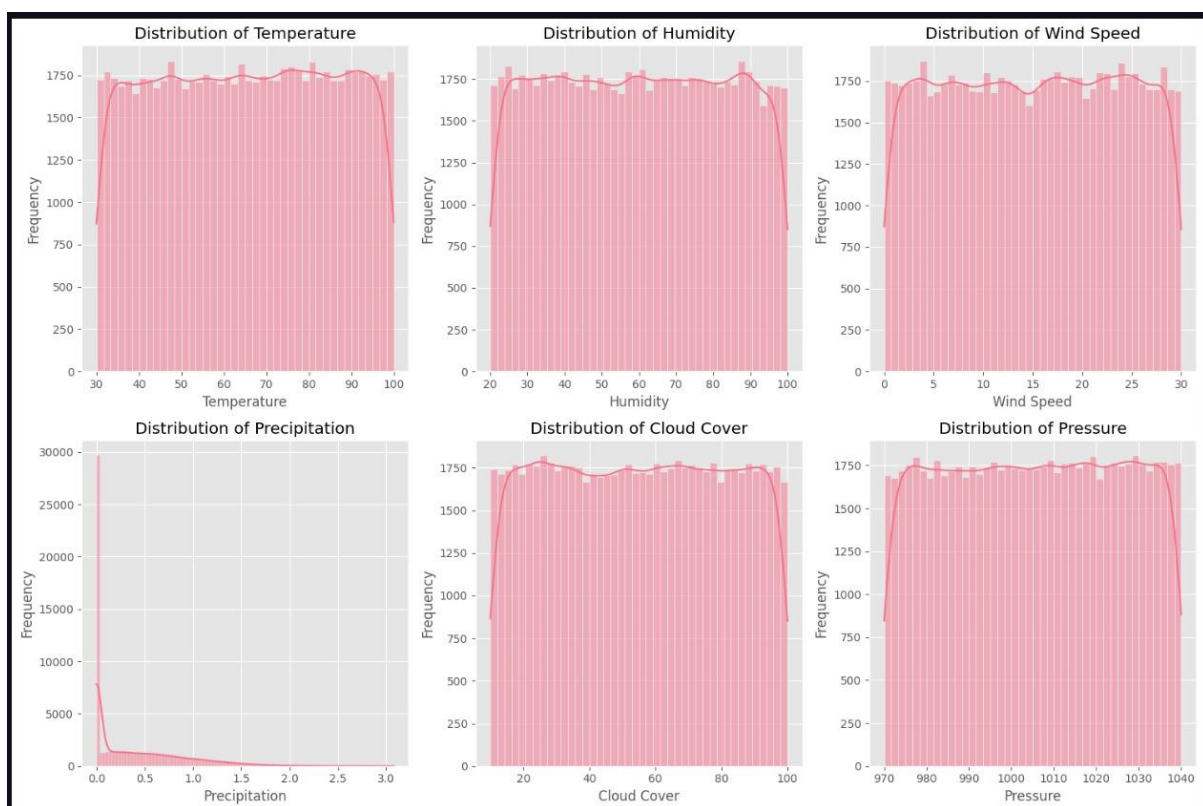 Distribution of Temperature
Frequency
1750
1500
1250
1000
750
500
250
0
30 40 50 60 70 80 90 100
Temperature
Distribution of Humidity
Frequency
1750
1500
1250
1000
750
500
250
0
20 30 40 50 60 70 80 90 100
Humidity
Distribution of Wind Speed
Frequency
1750
1500
1250
1000
750
500
250
0
0 5 10 15 20 25 30
Wind Speed
Distribution of Precipitation
Frequency
30000
25000
20000
15000
10000
5000
0
0.0 0.5 1.0 1.5 2.0 2.5 3.0
Precipitation
Distribution of Cloud Cover
Frequency
1750
1500
1250
1000
750
500
250
0
20 40 60 80 100
Cloud Cover
Distribution of Pressure
Frequency
1750
1500
1250
1000
750
500
250
0
970 980 990 1000 1010 1020 1030 1040
Pressure